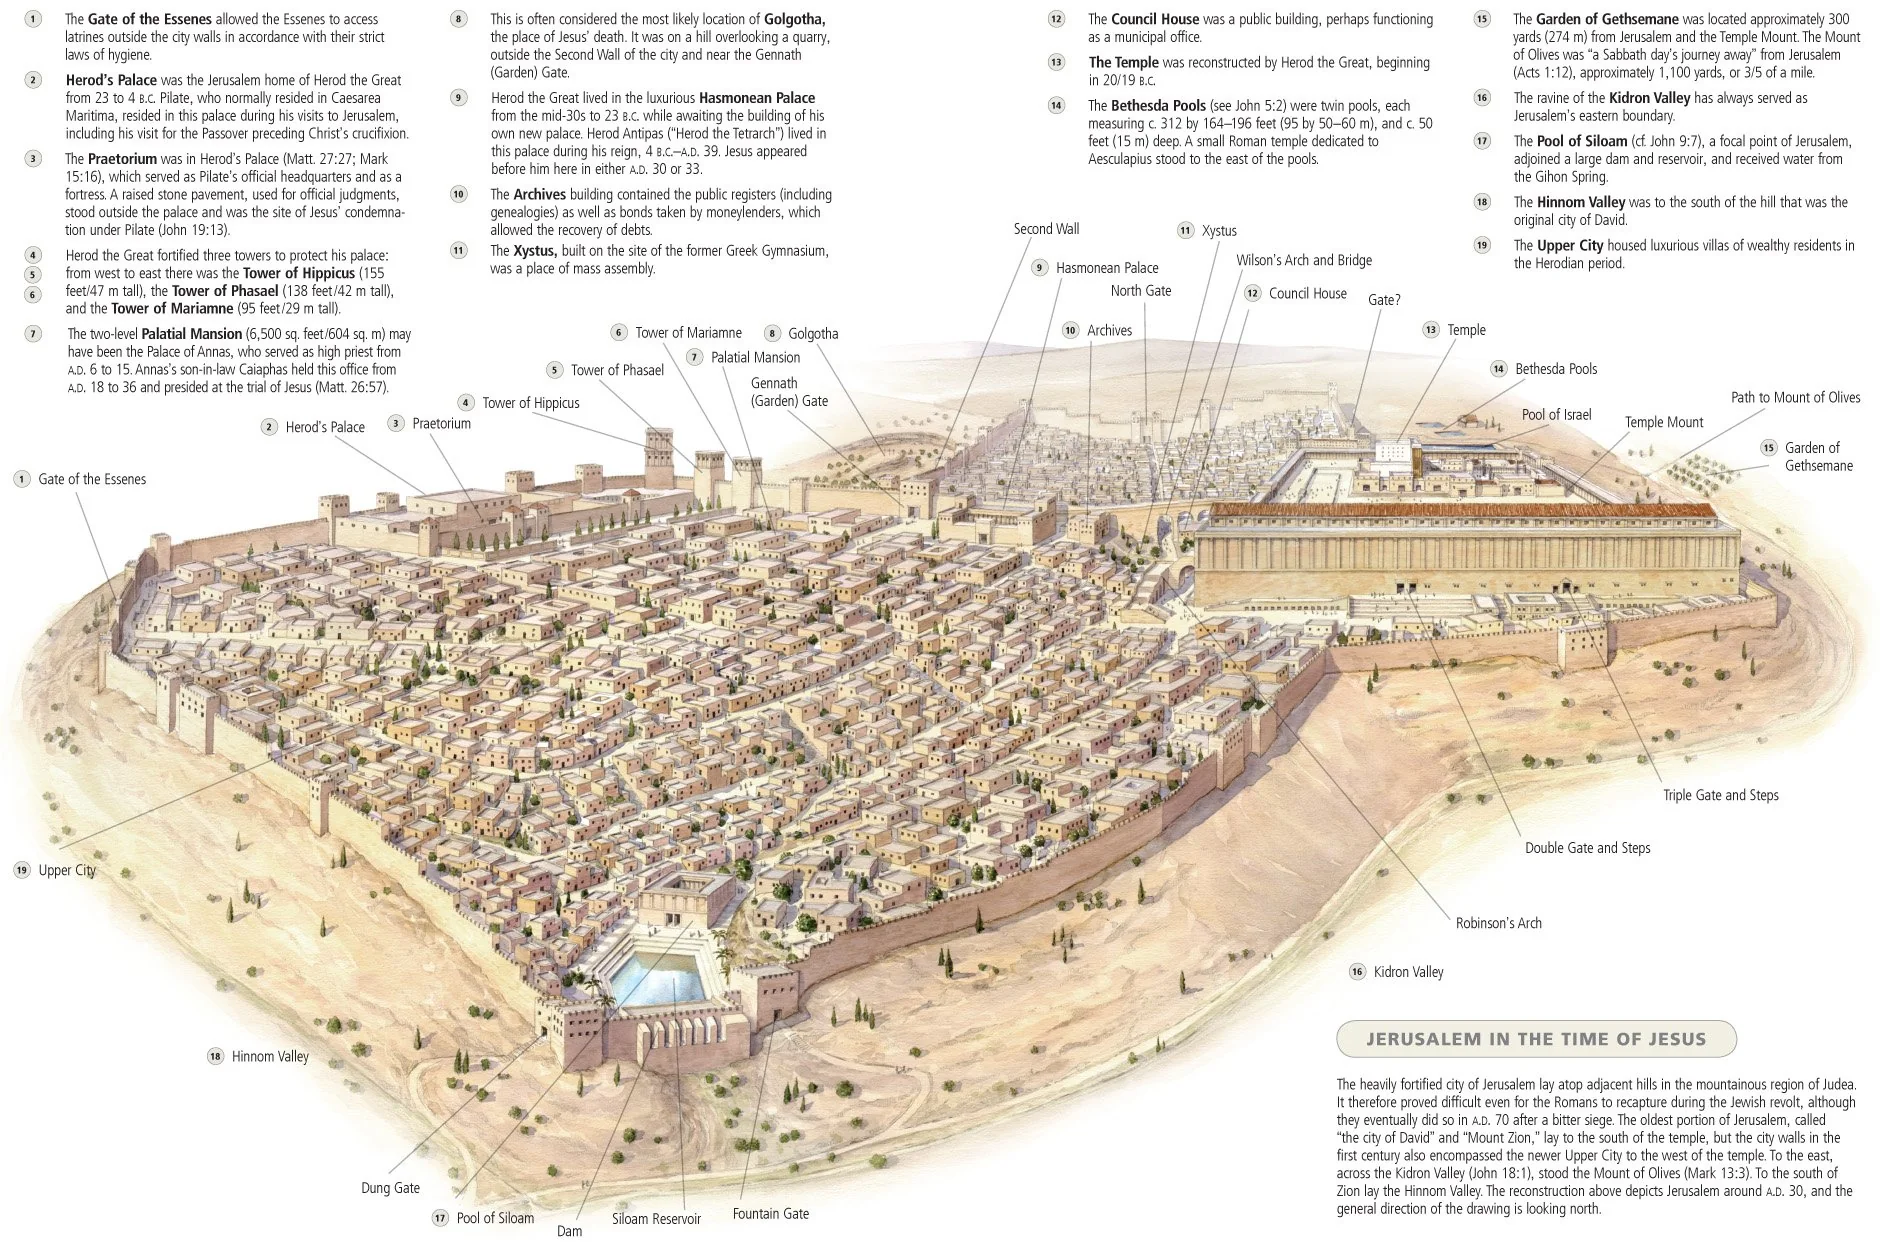 1 The Gate of the Essenes allowed the Essenes to access
latrines outside the city walls in accordance with their strict
laws of hygiene.
2 Herod's Palace was the Jerusalem home of Herod the Great
from 23 to 4 B.C. Pilate, who normally resided in Caesarea
Maritima, resided in this palace during his visits to Jerusalem,
including his visit for the Passover preceding Christ's crucifixion.
3 The Praetorium was in Herod's Palace (Matt. 27:27; Mark
15:16), which served as Pilate's official headquarters and as a
fortress. A raised stone pavement, used for official judgments,
stood outside the palace and was the site of Jesus' condemna-
tion under Pilate (John 19:13).
4 Herod the Great fortified three towers to protect his palace:
5 from west to east there was the Tower of Hippicus (155
6 feet/47 m tall), the Tower of Phasael (138 feet/42 m tall),
and the Tower of Mariamne (95 feet/29 m tall).
7 The two-level Palatial Mansion (6,500 sq. feet/604 sq. m) may
have been the Palace of Annas, who served as high priest from
A.D. 6 to 15. Annas's son-in-law Caiaphas held this office from
A.D. 18 to 36 and presided at the trial of Jesus (Matt. 26:57).
8 This is often considered the most likely location of Golgotha,
the place of Jesus' death. It was on a hill overlooking a quarry,
outside the Second Wall of the city and near the Gennath
(Garden) Gate.
9 Herod the Great lived in the luxurious Hasmonean Palace
from the mid-30s to 23 B.C. while awaiting the building of his
own new palace. Herod Antipas ("Herod the Tetrarch") lived in
this palace during his reign, 4 B.C.–A.D. 39. Jesus appeared
before him here in either A.D. 30 or 33.
10 The Archives building contained the public registers (including
genealogies) as well as bonds taken by moneylenders, which
allowed the recovery of debts.
11 The Xystus, built on the site of the former Greek Gymnasium,
was a place of mass assembly.
12 The Council House was a public building, perhaps functioning
as a municipal office.
13 The Temple was reconstructed by Herod the Great, beginning
in 20/19 B.C.
14 The Bethesda Pools (see John 5:2) were twin pools, each
measuring c. 312 by 164–196 feet (95 by 50–60 m), and c. 50
feet (15 m) deep. A small Roman temple dedicated to
Aesculapius stood to the east of the pools.
15 The Garden of Gethsemane was located approximately 300
yards (274 m) from Jerusalem and the Temple Mount. The Mount
of Olives was "a Sabbath day's journey away" from Jerusalem
(Acts 1:12), approximately 1,100 yards, or 3/5 of a mile.
16 The ravine of the Kidron Valley has always served as
Jerusalem's eastern boundary.
17 The Pool of Siloam (cf. John 9:7), a focal point of Jerusalem,
adjoined a large dam and reservoir, and received water from
the Gihon Spring.
18 The Hinnom Valley was to the south of the hill that was the
original city of David.
19 The Upper City housed luxurious villas of wealthy residents in
the Herodian period.
Second Wall
11 Xystus
9 Hasmonean Palace
Wilson's Arch and Bridge
North Gate
12 Council House
Gate?
10 Archives
13 Temple
6 Tower of Mariamne
8 Golgotha
7 Palatial Mansion
5 Tower of Phasael
14 Bethesda Pools
Gennath
(Garden) Gate
Path to Mount of Olives
4 Tower of Hippicus
Pool of Israel
Temple Mount
2 Herod's Palace
3 Praetorium
15 Garden of
Gethsemane
1 Gate of the Essenes
Triple Gate and Steps
Double Gate and Steps
19 Upper City
Robinson's Arch
16 Kidron Valley
18 Hinnom Valley
Dung Gate
17 Pool of Siloam
Dam
Siloam Reservoir
Fountain Gate
JERUSALEM IN THE TIME OF JESUS
The heavily fortified city of Jerusalem lay atop adjacent hills in the mountainous region of Judea.
It therefore proved difficult even for the Romans to recapture during the Jewish revolt, although
they eventually did so in A.D. 70 after a bitter siege. The oldest portion of Jerusalem, called
"the city of David" and "Mount Zion," lay to the south of the temple, but the city walls in the
first century also encompassed the newer Upper City to the west of the temple. To the east,
across the Kidron Valley (John 18:1), stood the Mount of Olives (Mark 13:3). To the south of
Zion lay the Hinnom Valley. The reconstruction above depicts Jerusalem around A.D. 30, and the
general direction of the drawing is looking north.